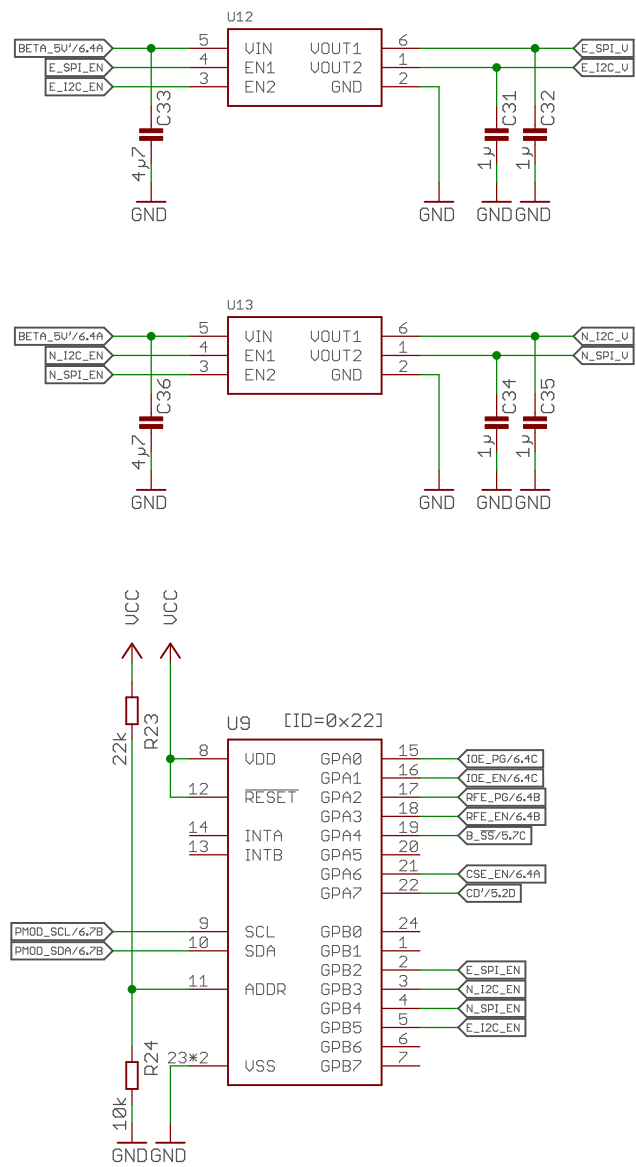 U12
BETA_5V'/6.4A 5 VIN VOUT1 6 E_SPI_V
E_SPI_EN 4 EN1 VOUT2 1 E_I2C_V
E_I2C_EN 3 EN2 GND 2
C33 C31 C32
4µ7 1µ 1µ
GND GND GND GND
U13
BETA_5V'/6.4A 5 VIN VOUT1 6 N_I2C_V
N_I2C_EN 4 EN1 VOUT2 1 N_SPI_V
N_SPI_EN 3 EN2 GND 2
C36 C34 C35
4µ7 1µ 1µ
GND GND GND GND
VCC VCC
R23
22k
U9 [ID=0x22]
8 VDD GPA0 15 IOE_PG/6.4C
GPA1 16 IOE_EN/6.4C
12 RESET GPA2 17 RFE_PG/6.4B
GPA3 18 RFE_EN/6.4B
14 INTA GPA4 19 B_SS/5.7C
13 INTB GPA5 20
GPA6 21 CSE_EN/6.4A
GPA7 22 CD'/5.2D
PMOD_SCL/6.7B 9 SCL GPB0 24
PMOD_SDA/6.7B 10 SDA GPB1 1
GPB2 2 E_SPI_EN
11 ADDR GPB3 3 N_I2C_EN
GPB4 4 N_SPI_EN
GPB5 5 E_I2C_EN
GPB6 6
23*2 VSS GPB7 7
R24
10k
GND GND